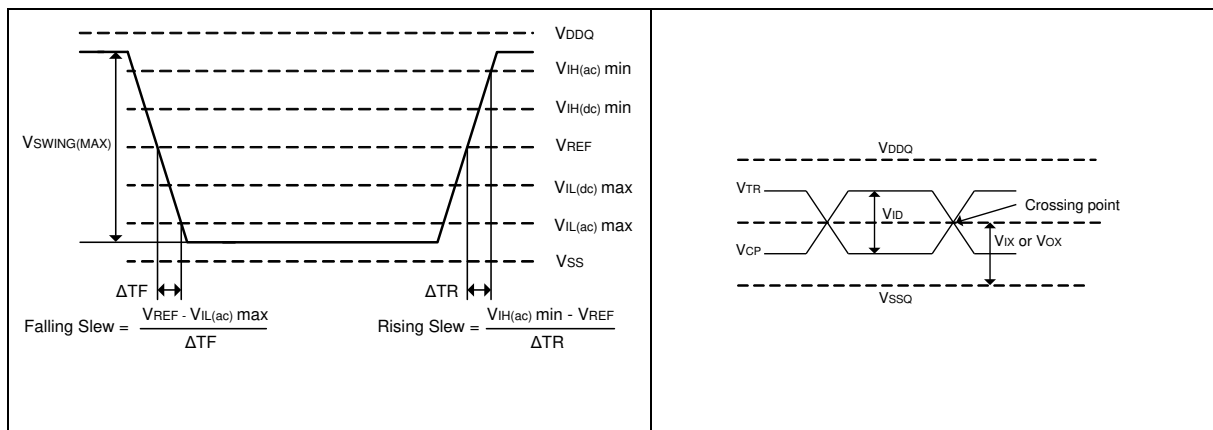 VDDQ
VIH(ac) min
VIH(dc) min
VSWING(MAX)
VREF
VIL(dc) max
VIL(ac) max
VSS
ΔTF
ΔTR
Falling Slew = VREF - VIL(ac) max
ΔTF
Rising Slew = VIH(ac) min - VREF
ΔTR
VDDQ
VTR
VID
Crossing point
VIX or VOX
VCP
VSSQ